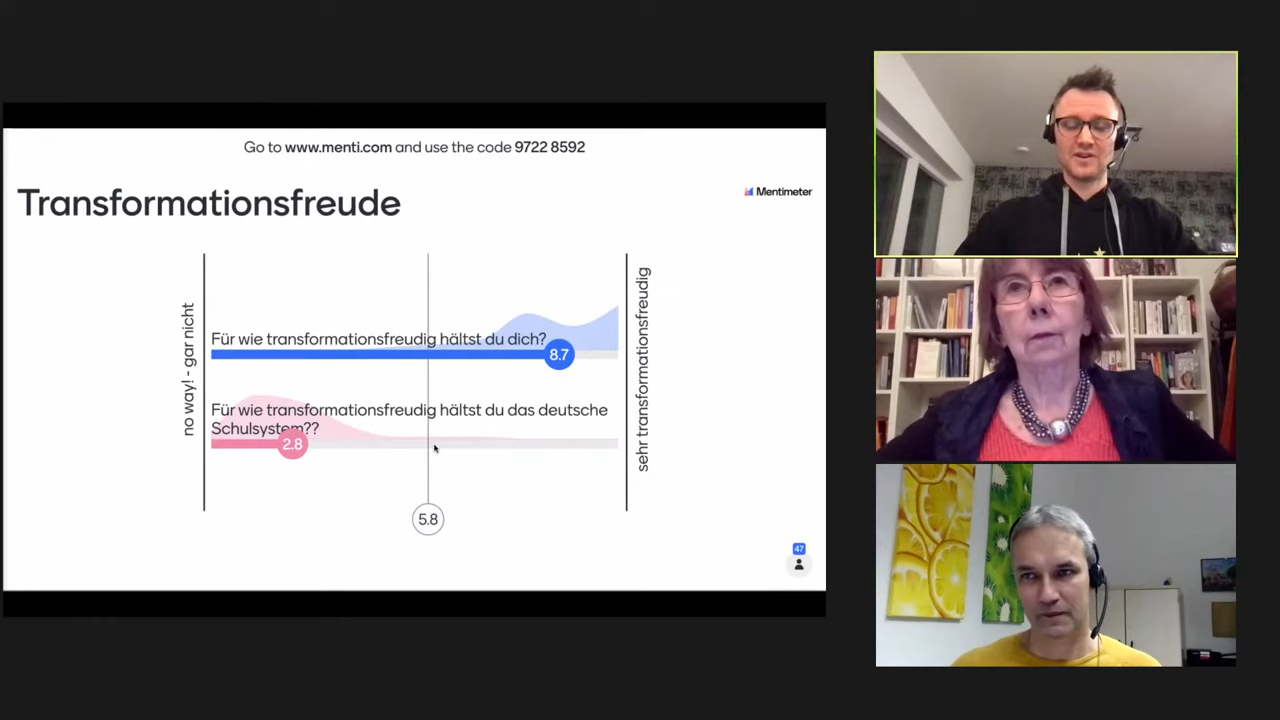 Go to www.menti.com and use the code 9722 8592
Transformationsfreude
Mentimeter
no way! - gar nicht
Für wie transformationsfreudig hältst du dich?
8.7
Für wie transformationsfreudig hältst du das deutsche
Schulsystem??
2.8
sehr transformationsfreudig
5.8
47